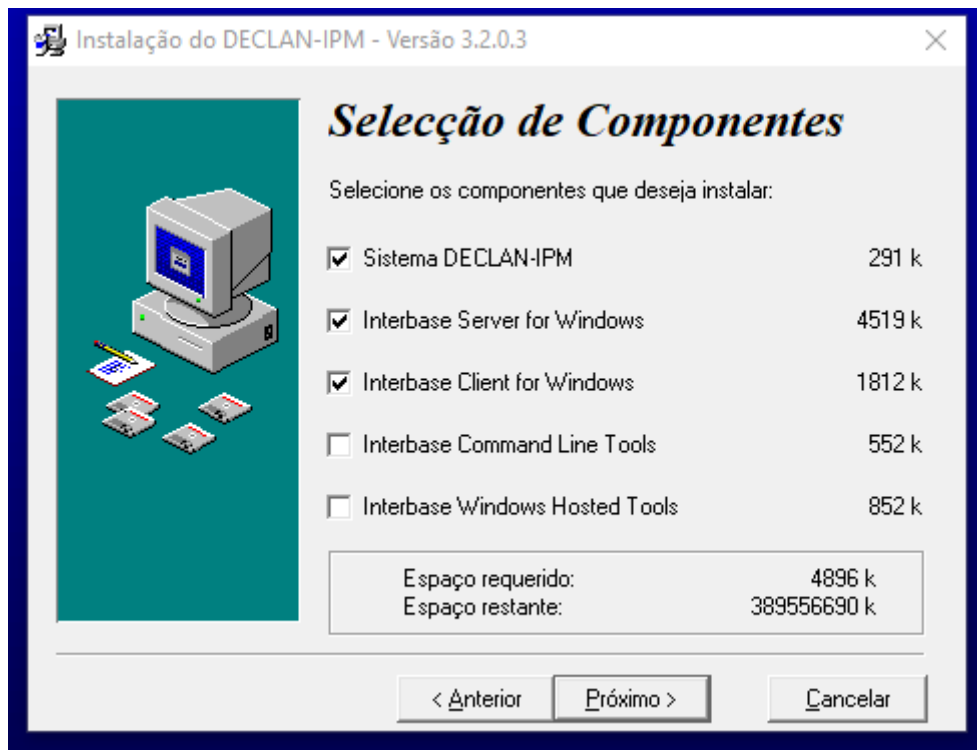 Instalação do DECLAN-IPM - Versão 3.2.0.3
Selecção de Componentes
Selecione os componentes que deseja instalar:
Sistema DECLAN-IPM 291 k
Interbase Server for Windows 4519 k
Interbase Client for Windows 1812 k
Interbase Command Line Tools 552 k
Interbase Windows Hosted Tools 852 k
Espaço requerido: 4896 k
Espaço restante: 389556690 k
< Anterior Próximo > Cancelar